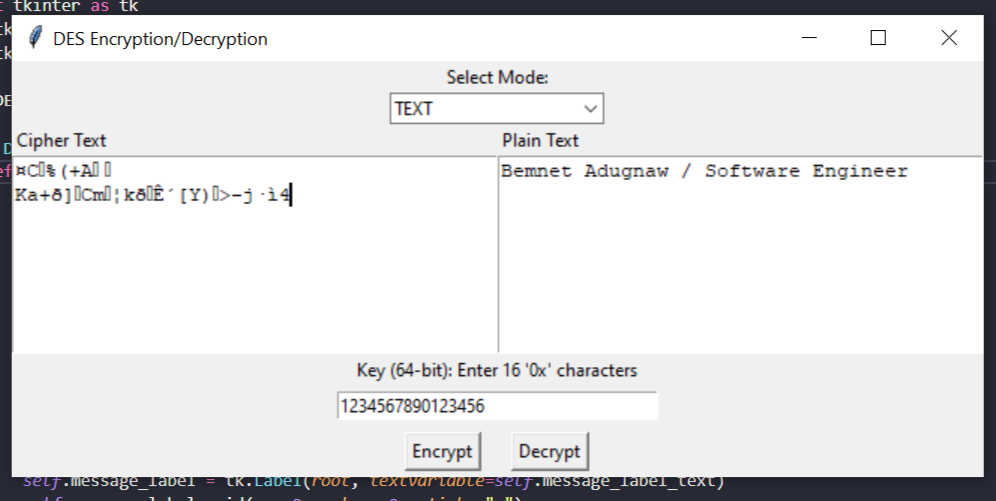 t tkinter as tk
DES Encryption/Decryption
Select Mode:
TEXT
Cipher Text
Plain Text
¤C%(+A
Ka+ð]Cm¦kðÊ´[Y)>-j·ì4
Bemnet Adugnaw / Software Engineer
Key (64-bit): Enter 16 '0x' characters
1234567890123456
Encrypt
Decrypt
self.message_label = tk.Label(root, textvariable=self.message_label_text)